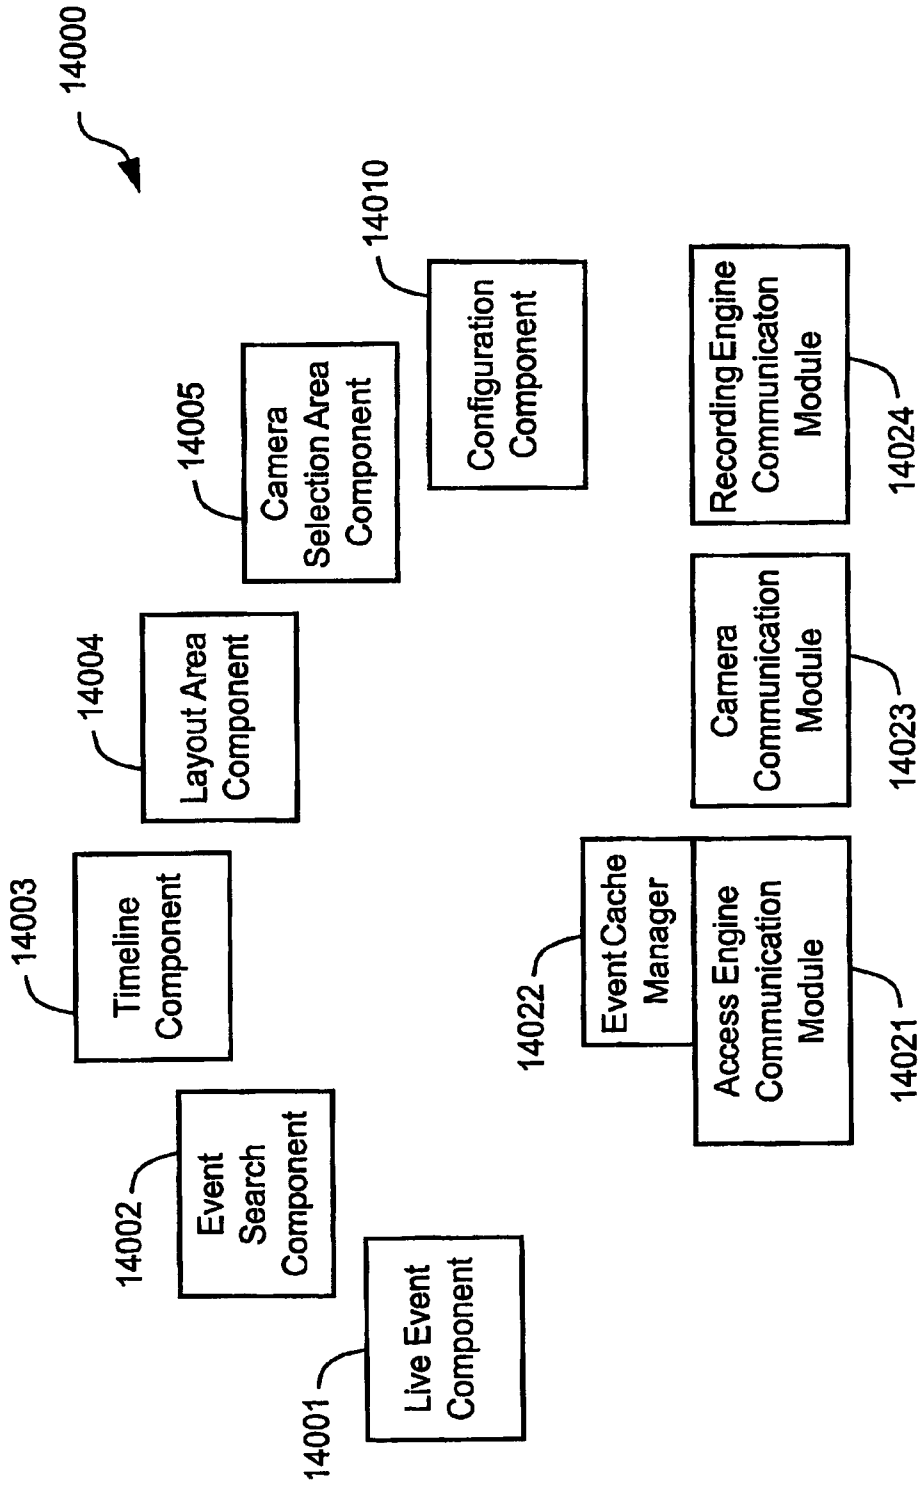 14000
14003
Timeline
Component
14004
Layout Area
Component
14002
Event
Search
Component
14005
Camera
Selection Area
Component
14001
Live Event
Component
14010
Configuration
Component
14022
Event Cache
Manager
Access Engine
Communication
Module
14021
Camera
Communication
Module
14023
Recording Engine
Communicaton
Module
14024